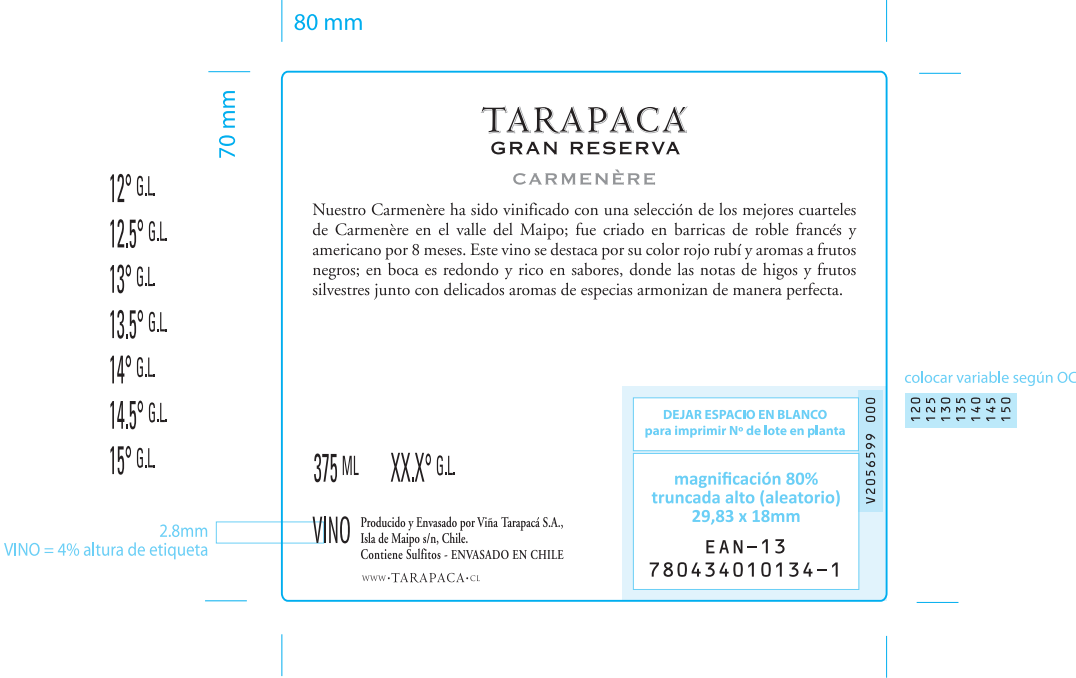 80 mm
70 mm
TARAPACÁ
GRAN RESERVA
CARMENÈRE
Nuestro Carmenère ha sido vinificado con una selección de los mejores cuarteles
de Carmenère en el valle del Maipo; fue criado en barricas de roble francés y
americano por 8 meses. Este vino se destaca por su color rojo rubí y aromas a frutos
negros; en boca es redondo y rico en sabores, donde las notas de higos y frutos
silvestres junto con delicados aromas de especias armonizan de manera perfecta.
12° G.L.
12.5° G.L.
13° G.L.
13.5° G.L.
14° G.L.
14.5° G.L.
15° G.L.
375 ML XX.X° G.L.
2.8mm
VINO = 4% altura de etiqueta
VINO
Producido y Envasado por Viña Tarapacá S.A.,
Isla de Maipo s/n, Chile.
Contiene Sulfitos - ENVASADO EN CHILE
WWW•TARAPACA•CL
DEJAR ESPACIO EN BLANCO
para imprimir Nº de lote en planta
magnificación 80%
truncada alto (aleatorio)
29,83 x 18mm
EAN-13
780434010134-1
V2056599 000
colocar variable según OC
120
125
130
135
140
145
150